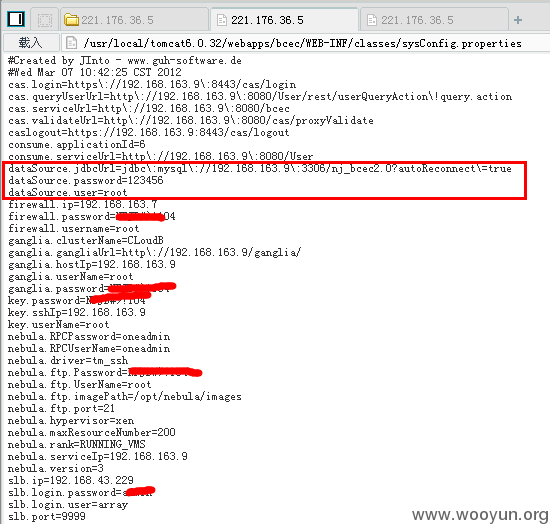 221.176.36.5
221.176.36.5
221.176.36.5
+
载入
/usr/local/tomcat6.0.32/webapps/bcec/WEB-INF/classes/sysConfig.properties
#Created by JInto - www.guh-software.de
#Wed Mar 07 10:42:25 CST 2012
cas.login=https\://192.168.163.9\:8443/cas/login
cas.queryUserUrl=http\://192.168.163.9\:8080/User/rest/userQueryAction\!query.action
cas.serviceUrl=http\://192.168.163.9\:8080/bcec
cas.validateUrl=http\://192.168.163.9\:8080/cas/proxyValidate
caslogout=https://192.168.163.9:8443/cas/logout
consume.applicationId=6
consume.serviceUrl=http\://192.168.163.9\:8080/User
dataSource.jdbcUrl=jdbc\:mysql\://192.168.163.9\:3306/nj_bcec2.0?autoReconnect\=true
dataSource.password=123456
dataSource.user=root
firewall.ip=192.168.163.7
firewall.password=
firewall.username=root
ganglia.clusterName=CLoudB
ganglia.gangliaUrl=http\://192.168.163.9/ganglia/
ganglia.hostIp=192.168.163.9
ganglia.userName=root
ganglia.password=
key.password=
key.sshIp=192.168.163.9
key.userName=root
nebula.RPCPassword=oneadmin
nebula.RPCUserName=oneadmin
nebula.driver=tm_ssh
nebula.ftp.Password=
nebula.ftp.UserName=root
nebula.ftp.imagePath=/opt/nebula/images
nebula.ftp.port=21
nebula.hypervisor=xen
nebula.maxResourceNumber=200
nebula.rank=RUNNING_VMS
nebula.serviceIp=192.168.163.9
nebula.version=3
slb.ip=192.168.43.229
slb.login.password=
slb.login.user=array
slb.port=9999
www.wooyun.org